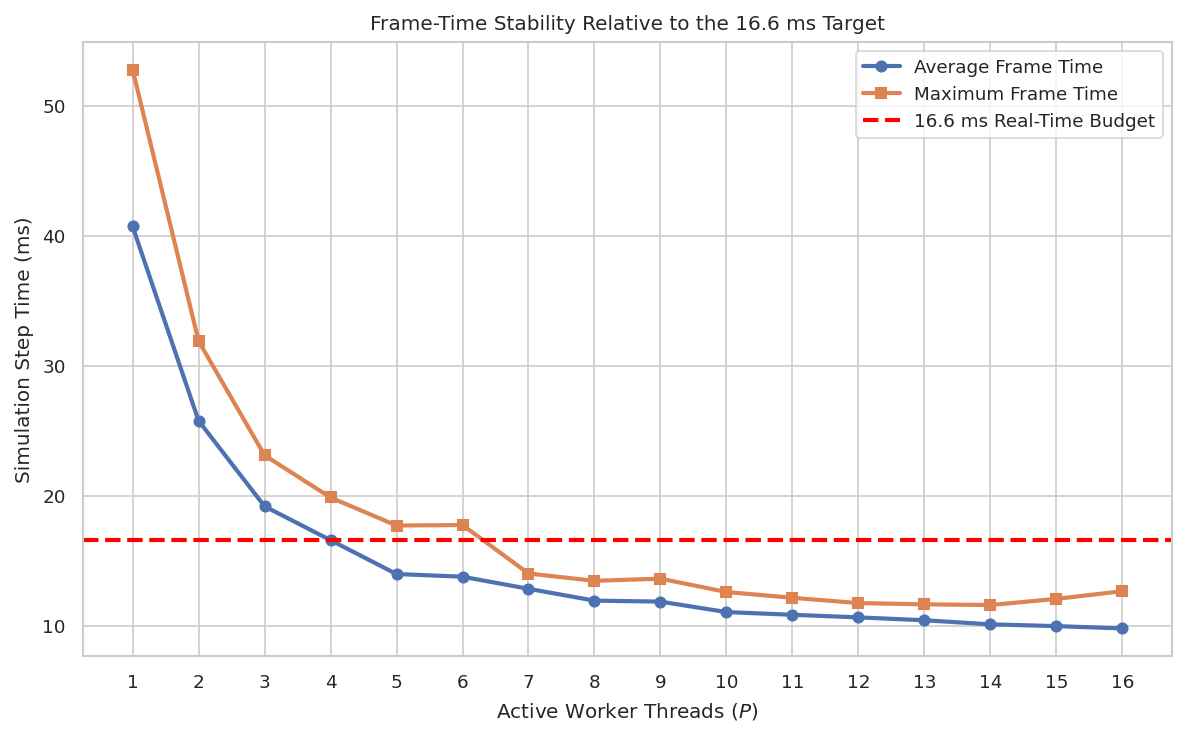 Frame-Time Stability Relative to the 16.6 ms Target
Average Frame Time
Maximum Frame Time
16.6 ms Real-Time Budget
Simulation Step Time (ms)
50
40
30
20
10
1 2 3 4 5 6 7 8 9 10 11 12 13 14 15 16
Active Worker Threads (P)